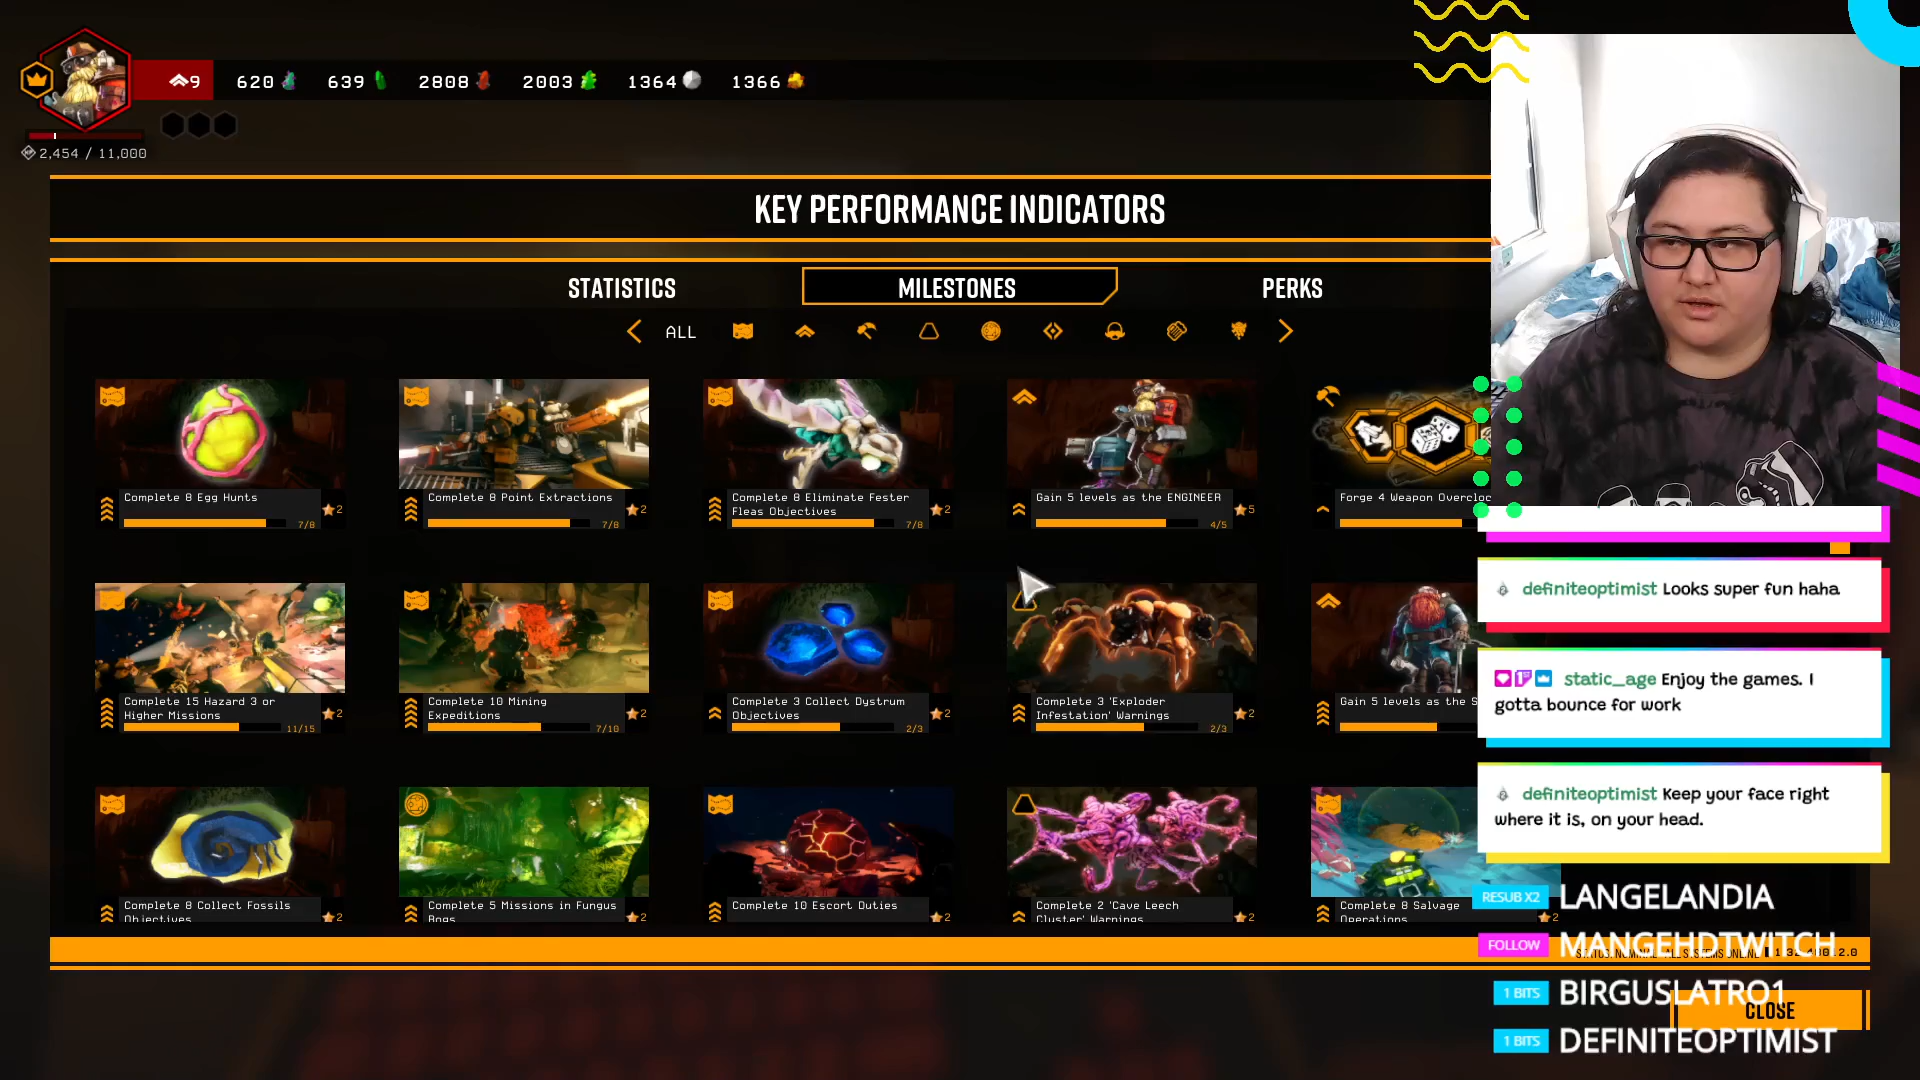 9 620 639 2808 2003 1364 1366
2,454 / 11,000
KEY PERFORMANCE INDICATORS
STATISTICS MILESTONES PERKS
ALL
Complete 8 Egg Hunts
2
7/8
Complete 8 Point Extractions
2
7/8
Complete 8 Eliminate Fester
Fleas Objectives
2
7/8
Gain 5 levels as the ENGINEER
5
4/5
Forge 4 Weapon Overcloc
Complete 15 Hazard 3 or
Higher Missions
2
11/15
Complete 10 Mining
Expeditions
2
7/10
Complete 3 Collect Dystrum
Objectives
2
2/3
Complete 3 'Exploder
Infestation' Warnings
2
2/3
Gain 5 levels as the S
Complete 8 Collect Fossils
Objectives
2
Complete 5 Missions in Fungus
Bogs
2
Complete 10 Escort Duties
2
Complete 2 'Cave Leech
Cluster' Warnings
2
Complete 8 Salvage
Operations
2
definiteoptimist Looks super fun haha
static_age Enjoy the games. I
gotta bounce for work
definiteoptimist Keep your face right
where it is, on your head.
RESUB X2 LANGELANDIA
FOLLOW MANGEHDTWITCH
1 BITS BIRGUSLATRO1
CLOSE
1 BITS DEFINITEOPTIMIST